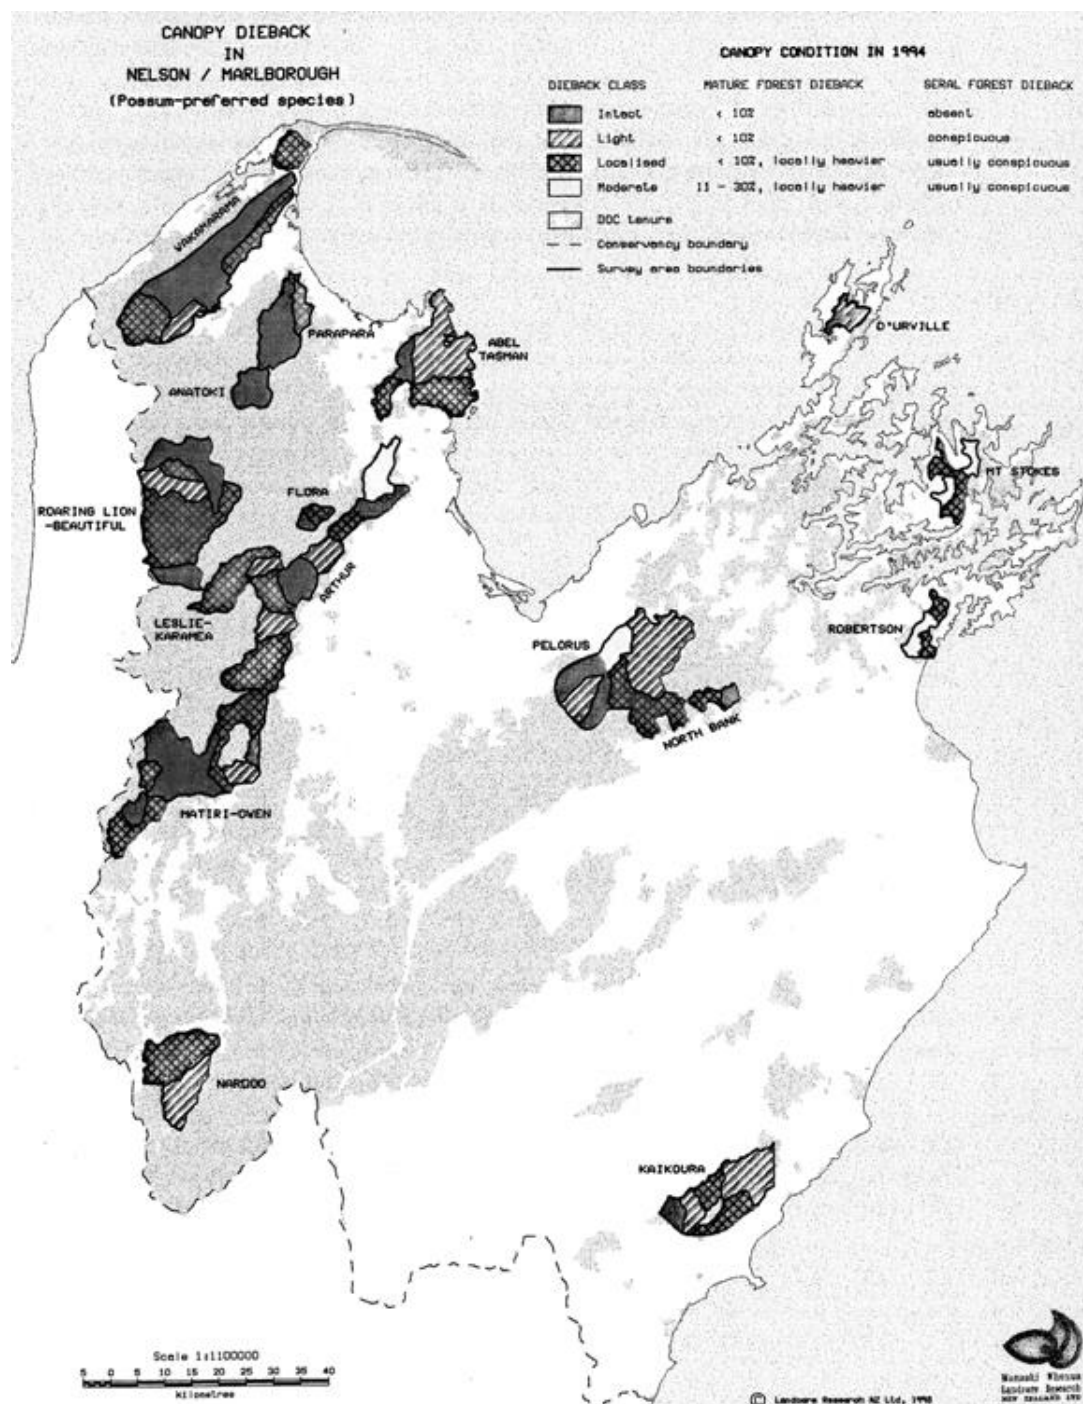 CANOPY DIEBACK
IN
NELSON / MARLBOROUGH
(Possum-preferred species)
CANOPY CONDITION IN 1994
DIEBACK CLASS MATURE FOREST DIEBACK SERAL FOREST DIEBACK
Intact < 10% absent
Light < 10% conspicuous
Localised < 10%, locally heavier usually conspicuous
Moderate 11 - 30%, locally heavier usually conspicuous
DOC tenure
Conservancy boundary
Survey area boundaries
WAKAMARAMA
PARAPARA
ABEL
TASMAN
D'URVILLE
ANATOKI
MT STOKES
FLORA
ROARING LION
-BEAUTIFUL
ARTHUR
LESLIE-
KARAMEA
ROBERTSON
PELORUS
NORTH BANK
MATIRI-OWEN
NARDOO
KAIKOURA
Scale 1:1100000
5 0 5 10 15 20 25 30 35 40
kilometres
Manaaki Whenua
Landcare Research
NEW ZEALAND LTD
© Landcare Research NZ Ltd, 1998